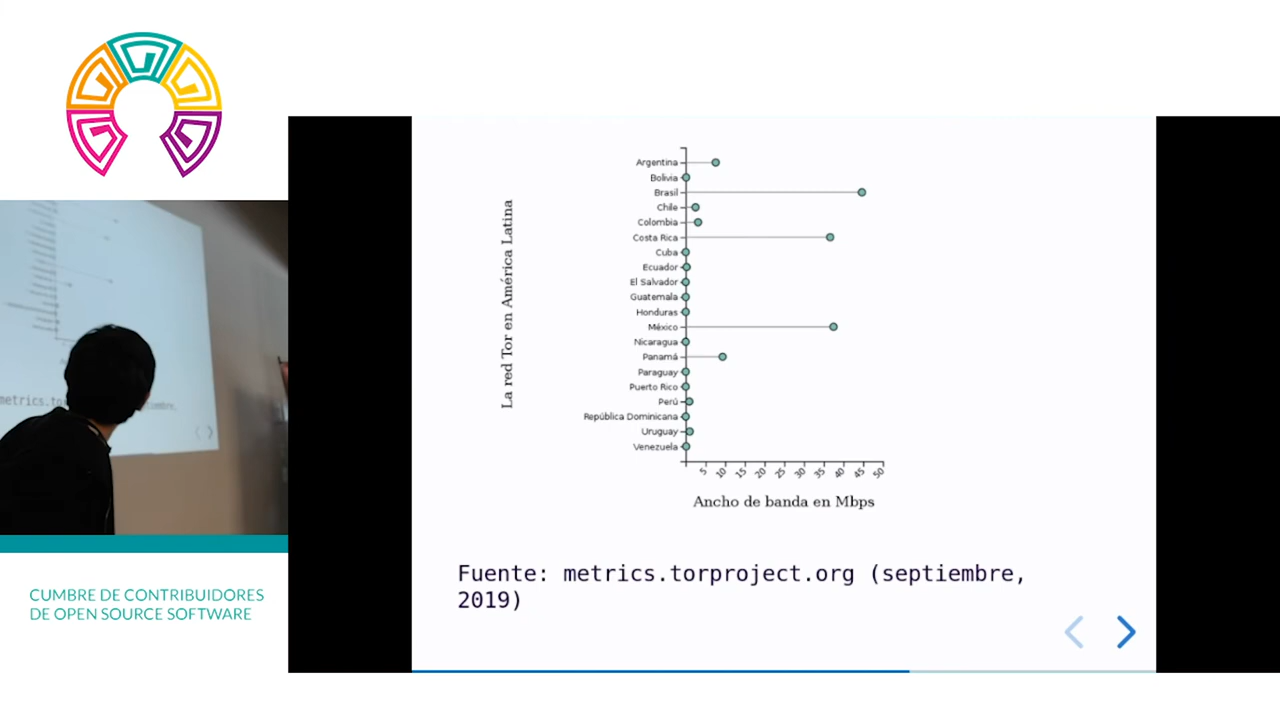 La red Tor en América Latina
Argentina
Bolivia
Brasil
Chile
Colombia
Costa Rica
Cuba
Ecuador
El Salvador
Guatemala
Honduras
México
Nicaragua
Panamá
Paraguay
Puerto Rico
Perú
República Dominicana
Uruguay
Venezuela
5 10 15 20 25 30 35 40 45 50
Ancho de banda en Mbps
Fuente: metrics.torproject.org (septiembre,
2019)
metrics.to
CUMBRE DE CONTRIBUIDORES
DE OPEN SOURCE SOFTWARE